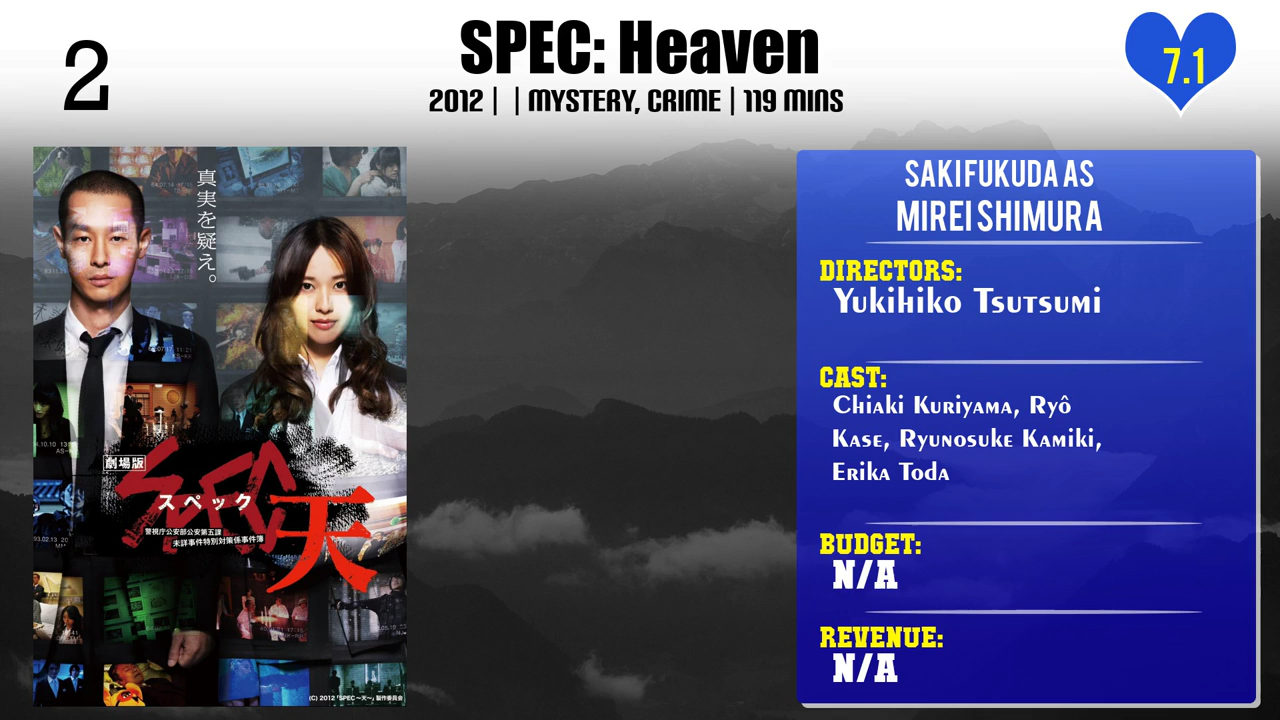 2
SPEC: Heaven
7.1
2012 | | MYSTERY, CRIME | 119 MINS
真実を疑え。
劇場版
スペック
天
警視庁公安部公安第五課
未詳事件特別対策係事件簿
(C) 2012「SPEC~天~」製作委員会
SAKI FUKUDA AS
MIREI SHIMURA
DIRECTORS:
Yukihiko Tsutsumi
CAST:
Chiaki Kuriyama, Ryô
Kase, Ryunosuke Kamiki,
Erika Toda
BUDGET:
N/A
REVENUE:
N/A